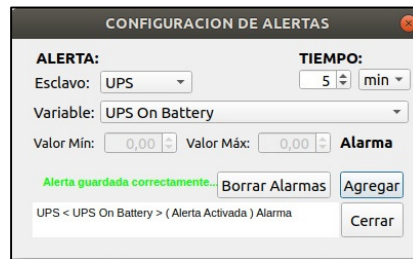 CONFIGURACION DE ALERTAS
ALERTA: TIEMPO:
Esclavo: UPS 5 min
Variable: UPS On Battery
Valor Mín: 0,00 Valor Máx: 0,00 Alarma
Alerta guardada correctamente... Borrar Alarmas Agregar
UPS < UPS On Battery > ( Alerta Activada ) Alarma
Cerrar